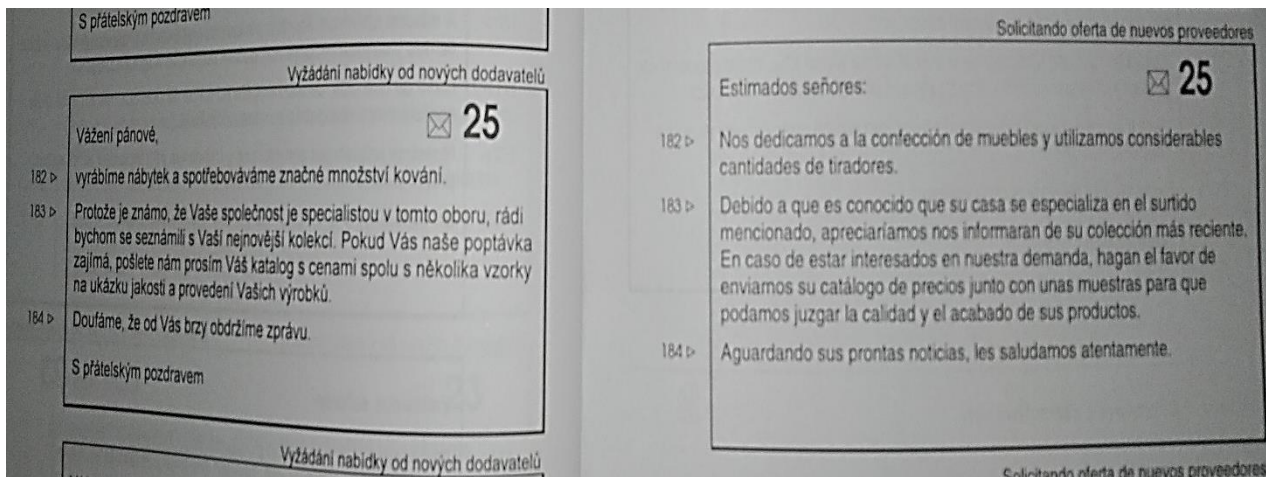 S přátelským pozdravem
Vyžádání nabídky od nových dodavatelů
25
Vážení pánové,
182 ▷ vyrábíme nábytek a spotřebováváme značné množství kování.
183 ▷ Protože je známo, že Vaše společnost je specialistou v tomto oboru, rádi
bychom se seznámili s Vaší nejnovější kolekcí. Pokud Vás naše poptávka
zajímá, pošlete nám prosím Váš katalog s cenami spolu s několika vzorky
na ukázku jakosti a provedení Vašich výrobků.
184 ▷ Doufáme, že od Vás brzy obdržíme zprávu.
S přátelským pozdravem
Vyžádání nabídky od nových dodavatelů
Solicitando oferta de nuevos proveedores
25
Estimados señores:
182 ▷ Nos dedicamos a la confección de muebles y utilizamos considerables
cantidades de tiradores.
183 ▷ Debido a que es conocido que su casa se especializa en el surtido
mencionado, apreciaríamos nos informaran de su colección más reciente.
En caso de estar interesados en nuestra demanda, hagan el favor de
enviarnos su catálogo de precios junto con unas muestras para que
podamos juzgar la calidad y el acabado de sus productos.
184 ▷ Aguardando sus prontas noticias, les saludamos atentamente.
Solicitando oferta de nuevos proveedores